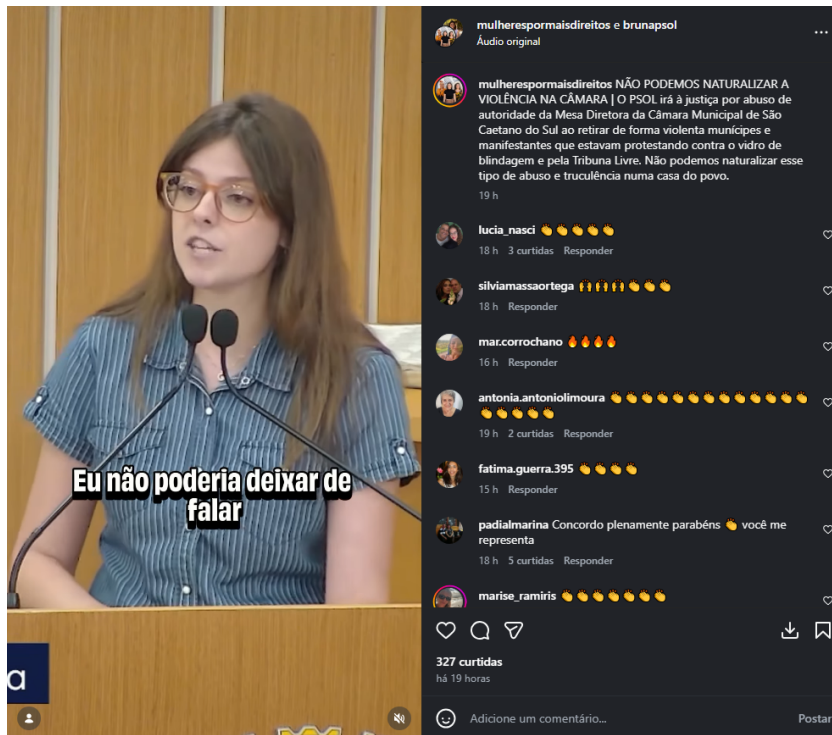 mulherespormaisdireitos e brunapsol
Áudio original
mulherespormaisdireitos NÃO PODEMOS NATURALIZAR A
VIOLÊNCIA NA CÂMARA | O PSOL irá à justiça por abuso de
autoridade da Mesa Diretora da Câmara Municipal de São
Caetano do Sul ao retirar de forma violenta munícipes e
manifestantes que estavam protestando contra o vidro de
blindagem e pela Tribuna Livre. Não podemos naturalizar esse
tipo de abuso e truculência numa casa do povo.
19 h
lucia_nasci 👏👏👏👏👏
18 h 3 curtidas Responder
silviamassaortega 🙌🙌🙌👏👏👏
18 h Responder
mar.corrochano 🔥🔥🔥🔥
16 h Responder
antonia.antoniolimoura 👏👏👏👏👏👏👏👏👏👏👏👏👏
👏👏👏👏👏
19 h 2 curtidas Responder
fatima.guerra.395 👏👏👏👏
15 h Responder
padialmarina Concordo plenamente parabéns 👏 você me
representa
18 h 5 curtidas Responder
marise_ramiris 👏👏👏👏👏👏👏
327 curtidas
há 19 horas
Adicione um comentário...
Postar
Eu não poderia deixar de
falar
a